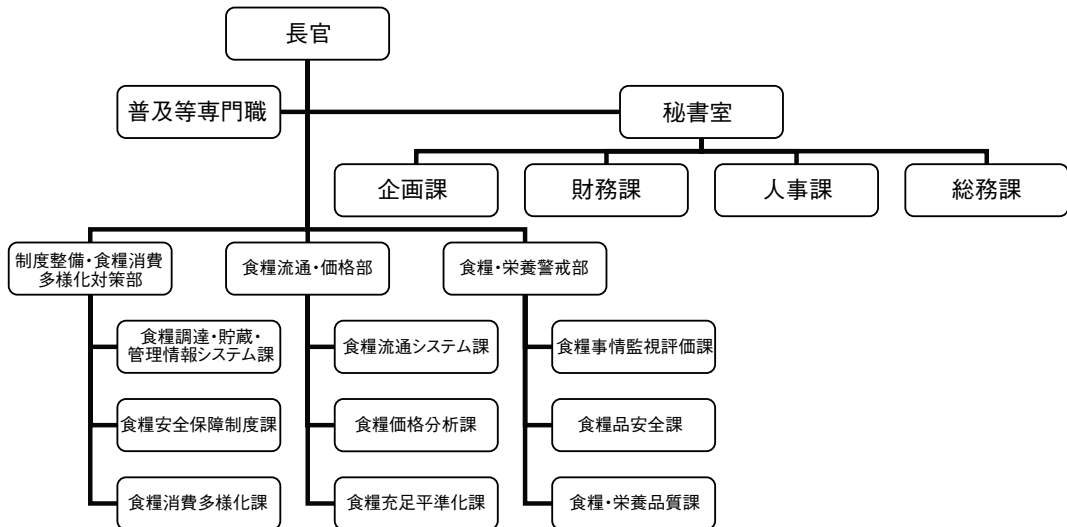 長官
普及等専門職
秘書室
企画課
財務課
人事課
総務課
制度整備・食糧消費
多様化対策部
食糧流通・価格部
食糧・栄養警戒部
食糧調達・貯蔵・
管理情報システム課
食糧流通システム課
食糧事情監視評価課
食糧安全保障制度課
食糧価格分析課
食糧品安全課
食糧消費多様化課
食糧充足平準化課
食糧・栄養品質課